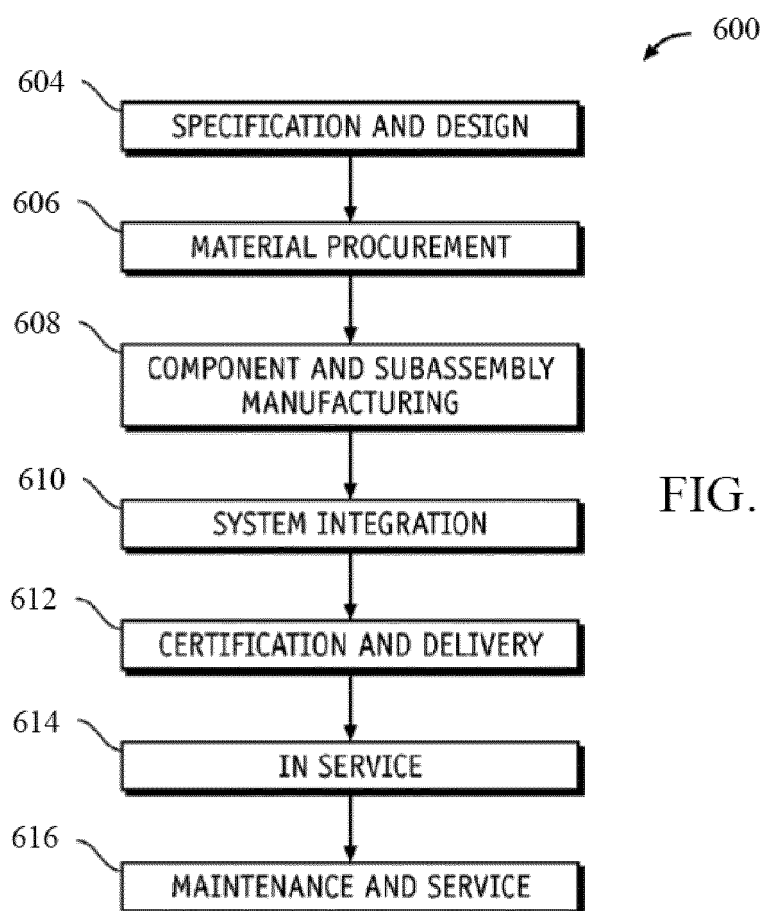 600
604
SPECIFICATION AND DESIGN
606
MATERIAL PROCUREMENT
608
COMPONENT AND SUBASSEMBLY
MANUFACTURING
610
SYSTEM INTEGRATION
FIG.
612
CERTIFICATION AND DELIVERY
614
IN SERVICE
616
MAINTENANCE AND SERVICE